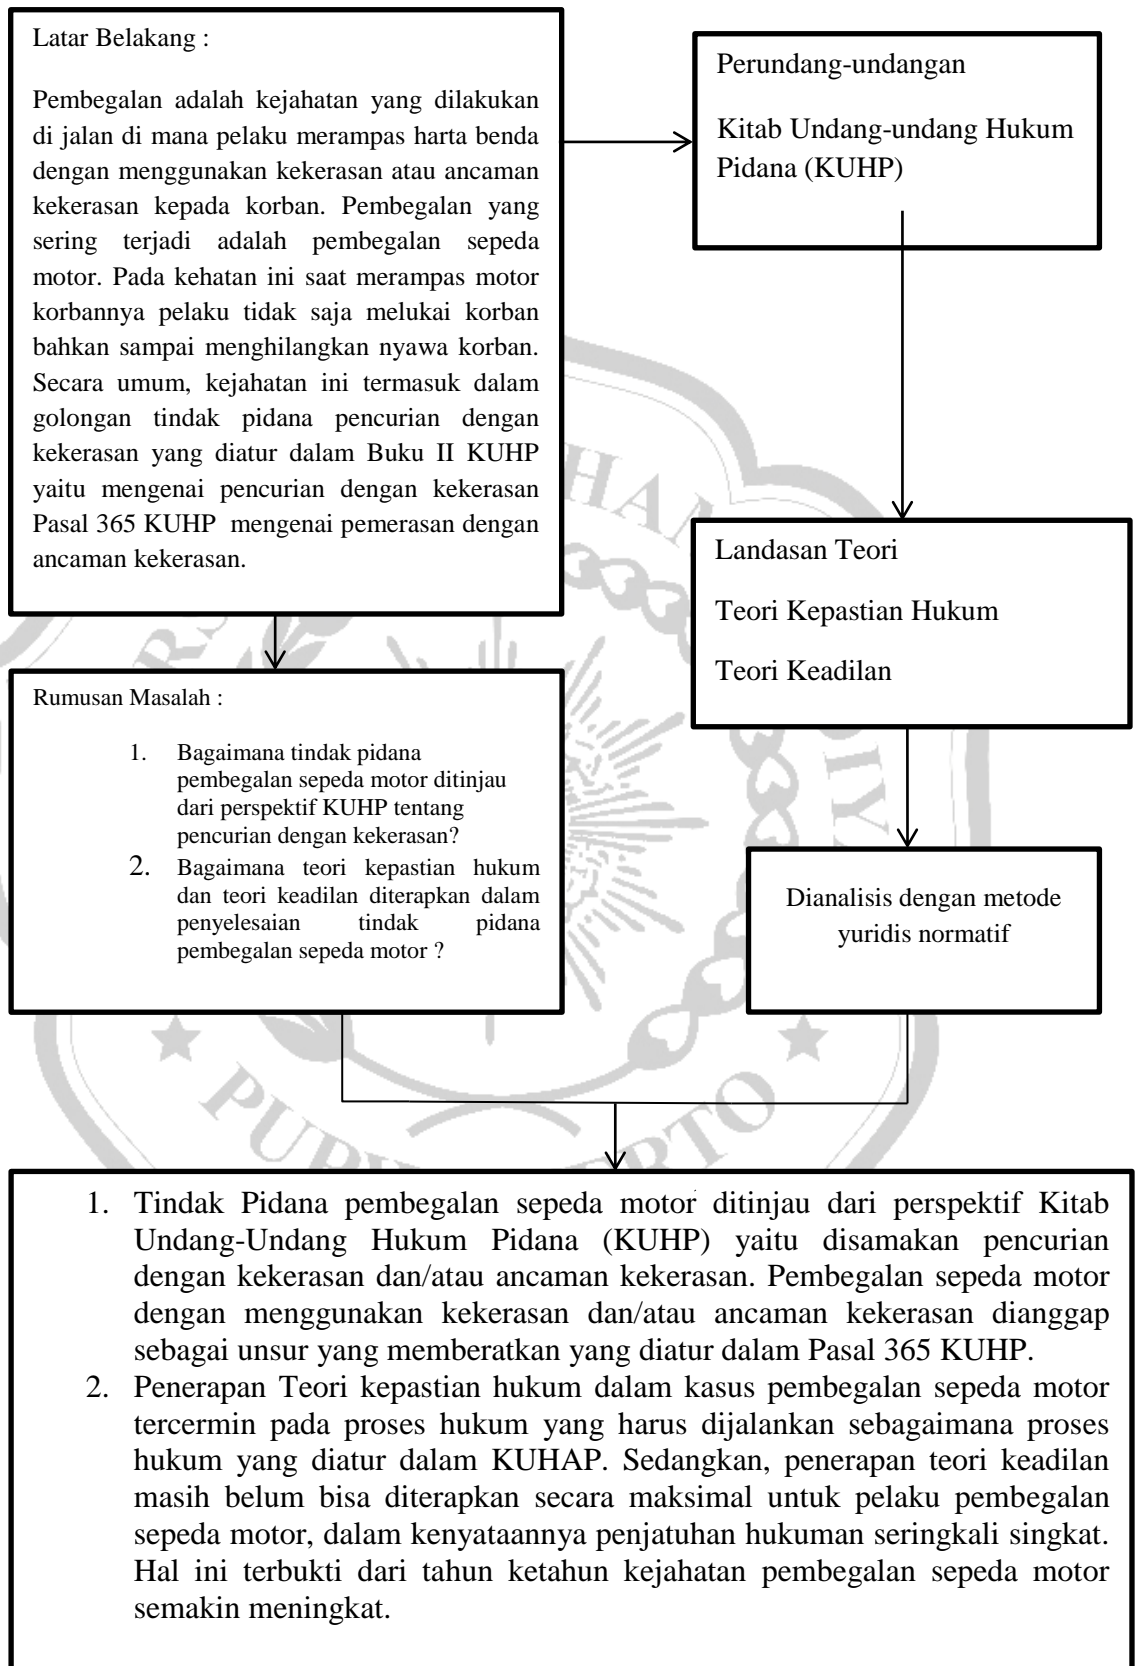 Latar Belakang :
Pembegalan adalah kejahatan yang dilakukan
di jalan di mana pelaku merampas harta benda
dengan menggunakan kekerasan atau ancaman
kekerasan kepada korban. Pembegalan yang
sering terjadi adalah pembegalan sepeda
motor. Pada kehatan ini saat merampas motor
korbannya pelaku tidak saja melukai korban
bahkan sampai menghilangkan nyawa korban.
Secara umum, kejahatan ini termasuk dalam
golongan tindak pidana pencurian dengan
kekerasan yang diatur dalam Buku II KUHP
yaitu mengenai pencurian dengan kekerasan
Pasal 365 KUHP mengenai pemerasan dengan
ancaman kekerasan.
Perundang-undangan
Kitab Undang-undang Hukum
Pidana (KUHP)
Landasan Teori
Teori Kepastian Hukum
Teori Keadilan
Rumusan Masalah :
1. Bagaimana tindak pidana
pembegalan sepeda motor ditinjau
dari perspektif KUHP tentang
pencurian dengan kekerasan?
2. Bagaimana teori kepastian hukum
dan teori keadilan diterapkan dalam
penyelesaian tindak pidana
pembegalan sepeda motor ?
Dianalisis dengan metode
yuridis normatif
1. Tindak Pidana pembegalan sepeda motor ditinjau dari perspektif Kitab
Undang-Undang Hukum Pidana (KUHP) yaitu disamakan pencurian
dengan kekerasan dan/atau ancaman kekerasan. Pembegalan sepeda motor
dengan menggunakan kekerasan dan/atau ancaman kekerasan dianggap
sebagai unsur yang memberatkan yang diatur dalam Pasal 365 KUHP.
2. Penerapan Teori kepastian hukum dalam kasus pembegalan sepeda motor
tercermin pada proses hukum yang harus dijalankan sebagaimana proses
hukum yang diatur dalam KUHAP. Sedangkan, penerapan teori keadilan
masih belum bisa diterapkan secara maksimal untuk pelaku pembegalan
sepeda motor, dalam kenyataannya penjatuhan hukuman seringkali singkat.
Hal ini terbukti dari tahun ketahun kejahatan pembegalan sepeda motor
semakin meningkat.